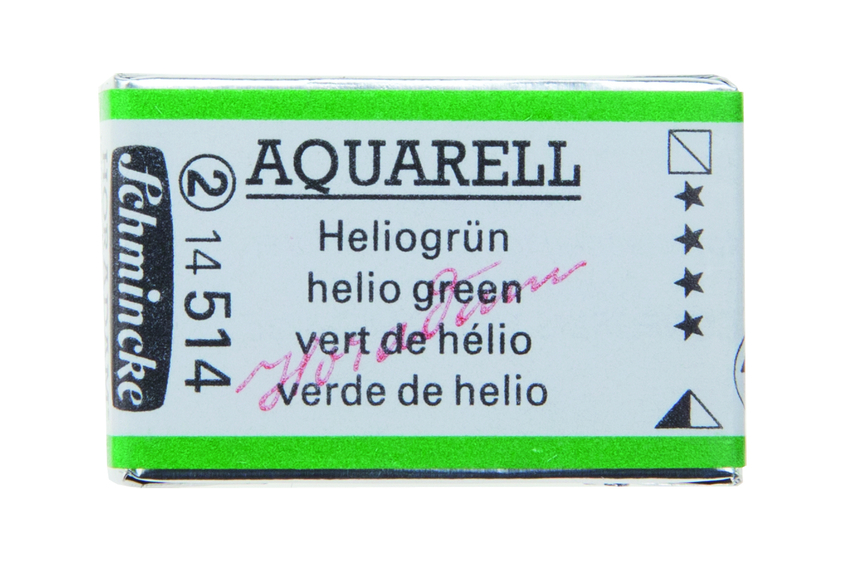 Schmincke
2
14 514
AQUARELL
Heliogrün
helio green
vert de hélio
verde de helio